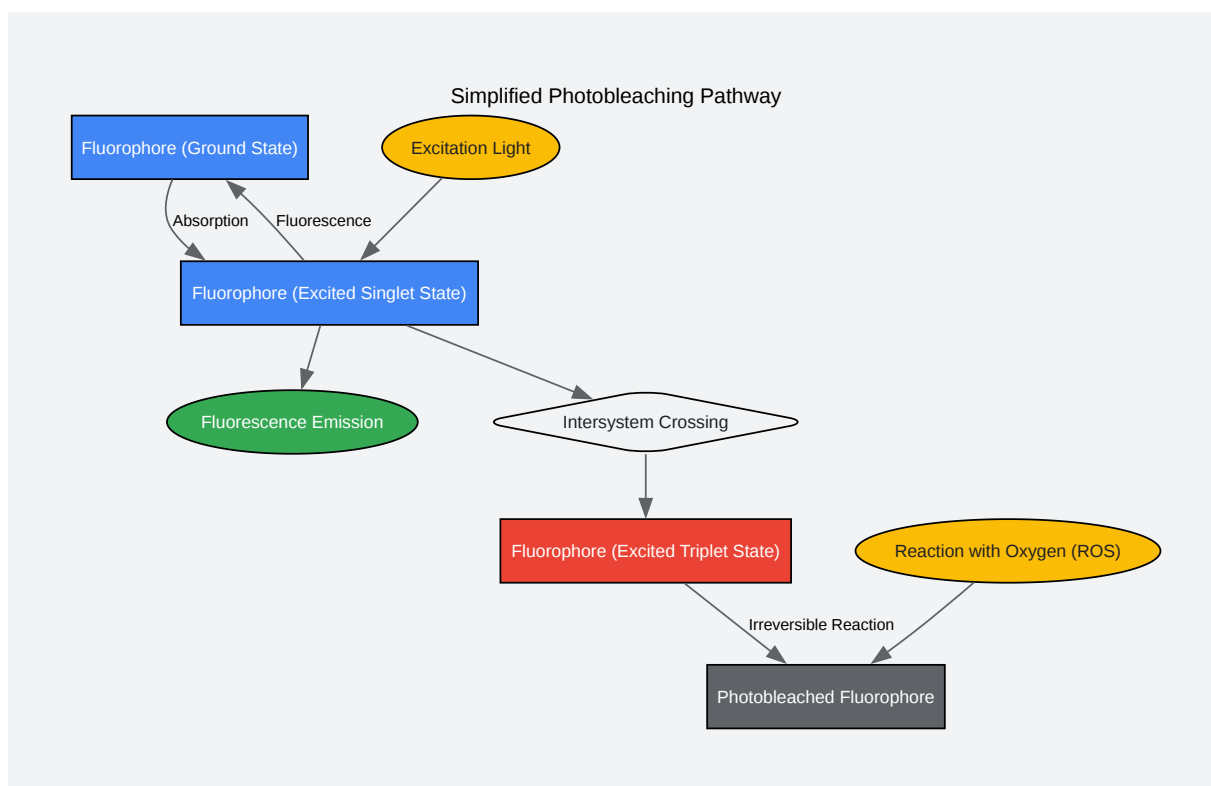 Simplified Photobleaching Pathway
Fluorophore (Ground State)
Excitation Light
Absorption
Fluorescence
Fluorophore (Excited Singlet State)
Fluorescence Emission
Intersystem Crossing
Fluorophore (Excited Triplet State)
Reaction with Oxygen (ROS)
Irreversible Reaction
Photobleached Fluorophore